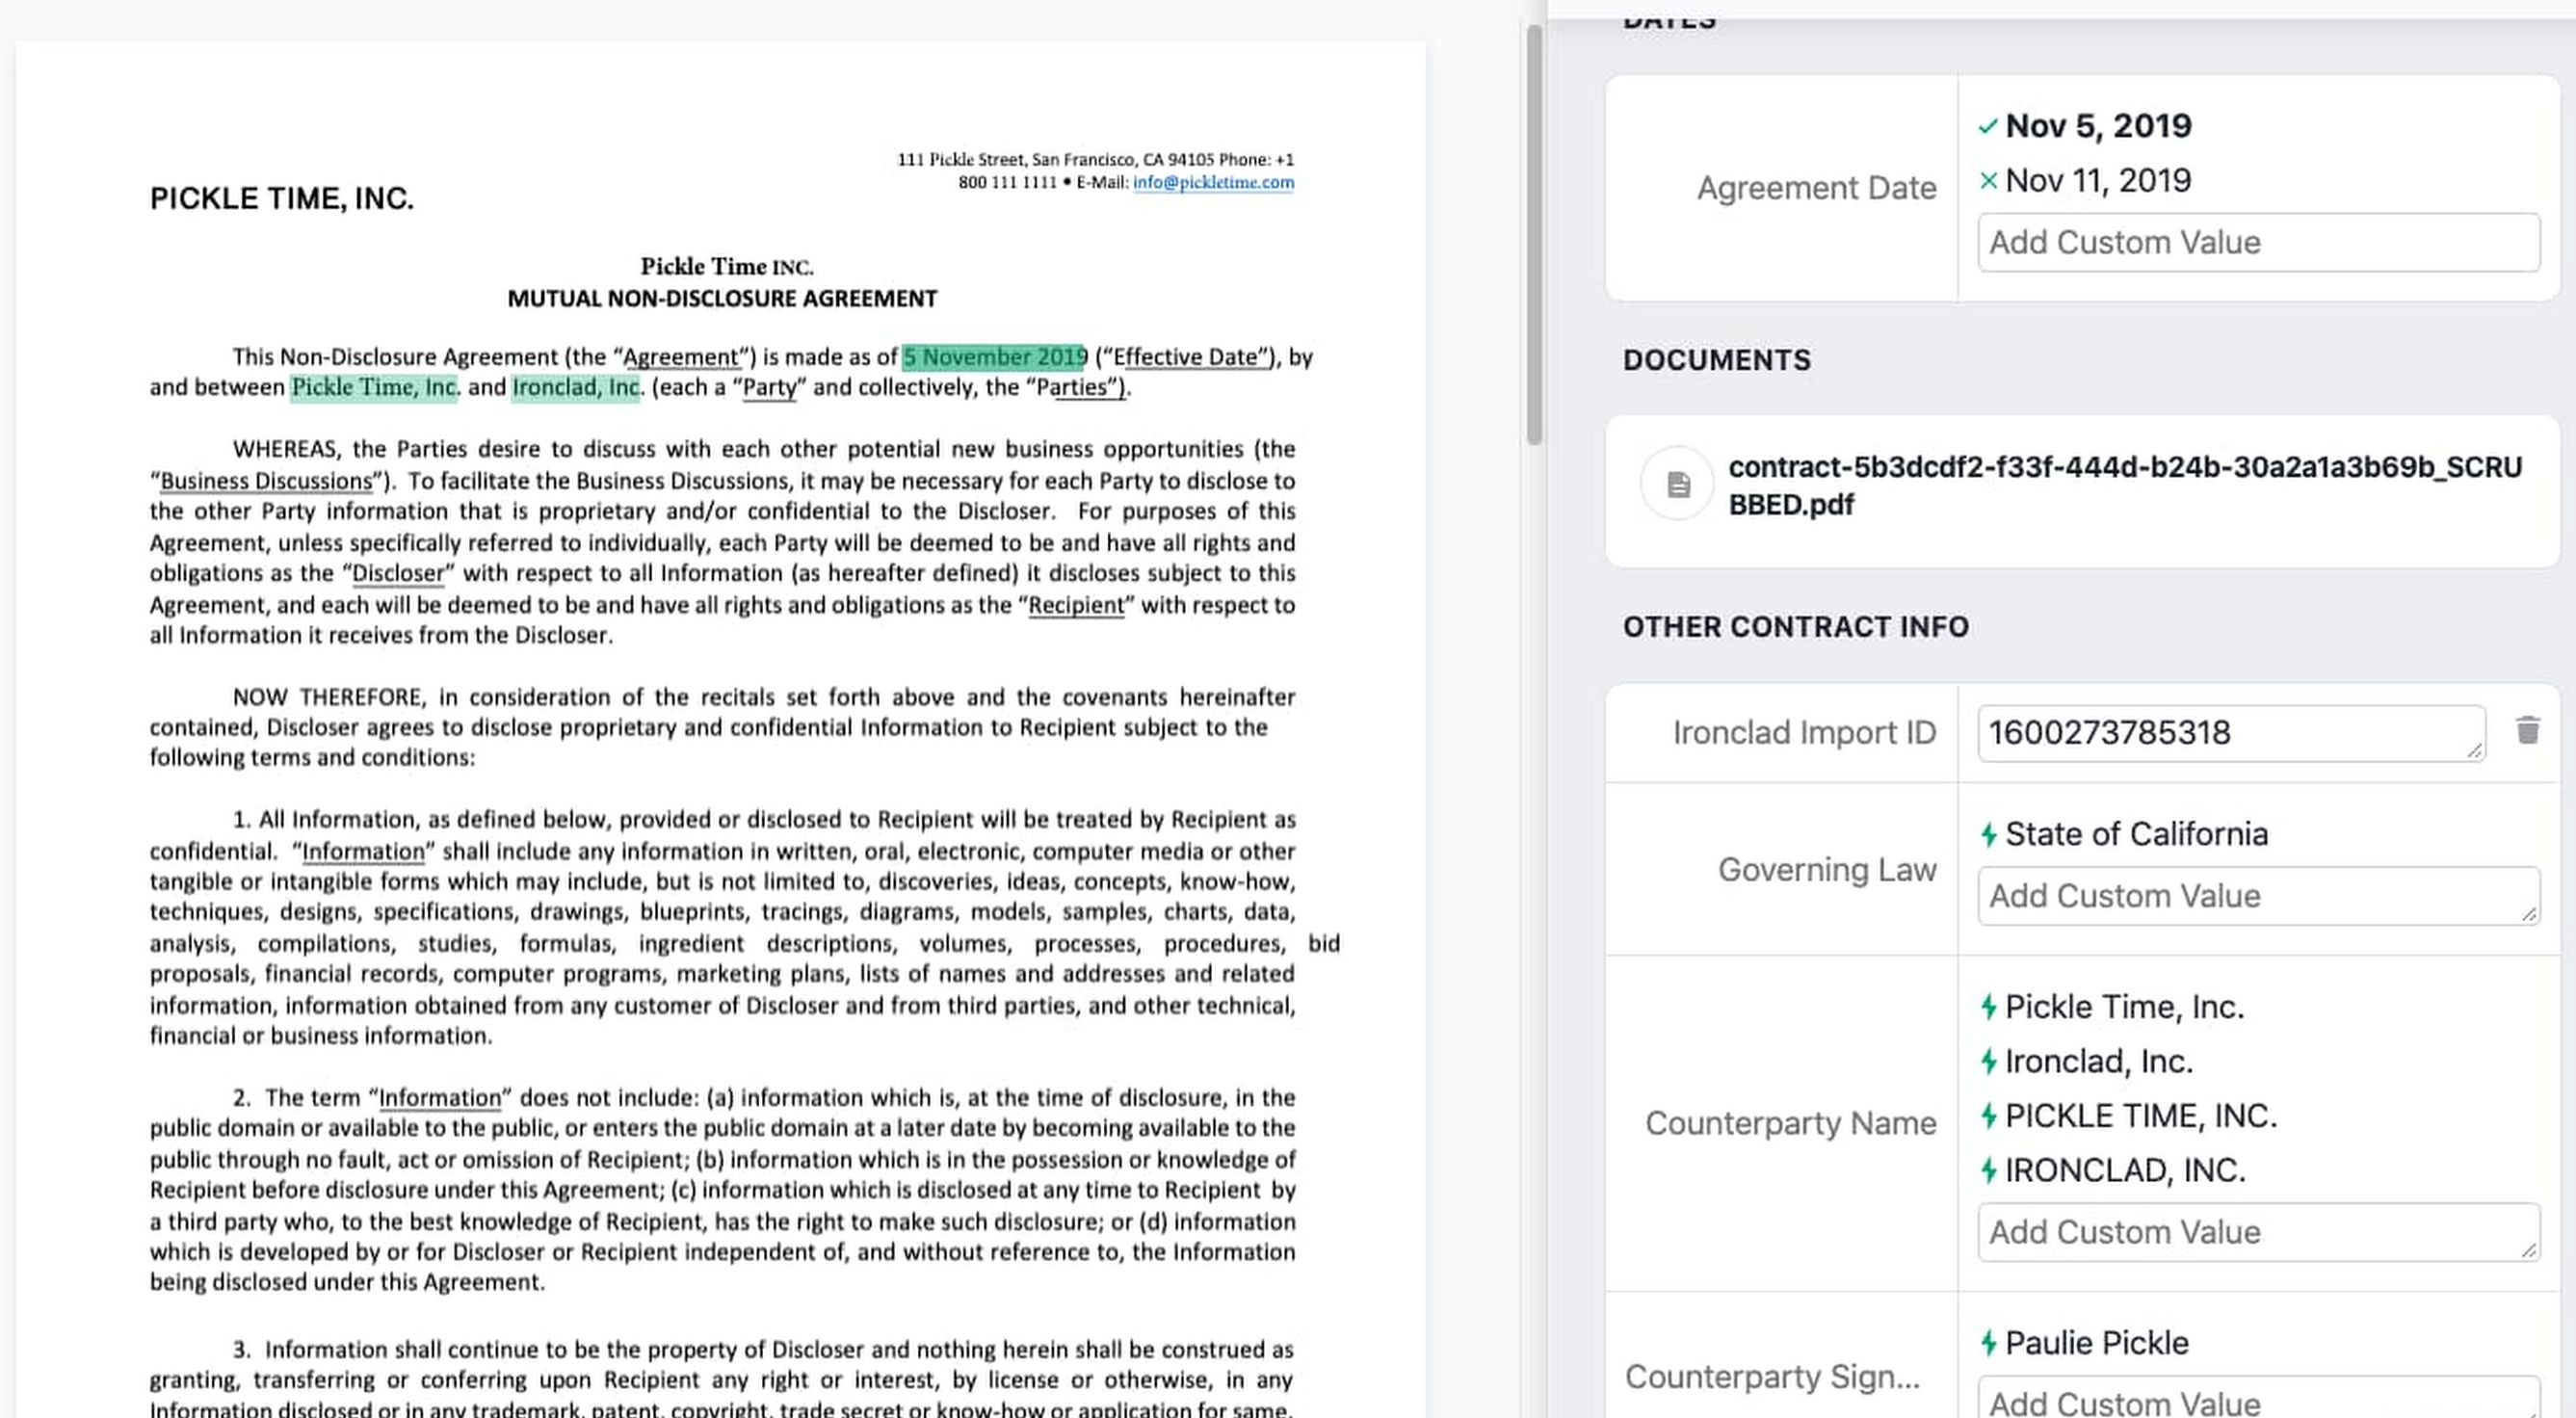 111 Pickle Street, San Francisco, CA 94105 Phone: +1
800 111 1111 • E-Mail: info@pickletime.com
PICKLE TIME, INC.
Pickle Time INC.
MUTUAL NON-DISCLOSURE AGREEMENT
This Non-Disclosure Agreement (the “Agreement”) is made as of 5 November 2019 (“Effective Date”), by
and between Pickle Time, Inc. and Ironclad, Inc. (each a “Party” and collectively, the “Parties”).
WHEREAS, the Parties desire to discuss with each other potential new business opportunities (the
“Business Discussions”). To facilitate the Business Discussions, it may be necessary for each Party to disclose to
the other Party information that is proprietary and/or confidential to the Discloser. For purposes of this
Agreement, unless specifically referred to individually, each Party will be deemed to be and have all rights and
obligations as the “Discloser” with respect to all Information (as hereafter defined) it discloses subject to this
Agreement, and each will be deemed to be and have all rights and obligations as the “Recipient” with respect to
all Information it receives from the Discloser.
NOW THEREFORE, in consideration of the recitals set forth above and the covenants hereinafter
contained, Discloser agrees to disclose proprietary and confidential Information to Recipient subject to the
following terms and conditions:
1. All Information, as defined below, provided or disclosed to Recipient will be treated by Recipient as
confidential. “Information” shall include any information in written, oral, electronic, computer media or other
tangible or intangible forms which may include, but is not limited to, discoveries, ideas, concepts, know-how,
techniques, designs, specifications, drawings, blueprints, tracings, diagrams, models, samples, charts, data,
analysis, compilations, studies, formulas, ingredient descriptions, volumes, processes, procedures, bid
proposals, financial records, computer programs, marketing plans, lists of names and addresses and related
information, information obtained from any customer of Discloser and from third parties, and other technical,
financial or business information.
2. The term “Information” does not include: (a) information which is, at the time of disclosure, in the
public domain or available to the public, or enters the public domain at a later date by becoming available to the
public through no fault, act or omission of Recipient; (b) information which is in the possession or knowledge of
Recipient before disclosure under this Agreement; (c) information which is disclosed at any time to Recipient by
a third party who, to the best knowledge of Recipient, has the right to make such disclosure; or (d) information
which is developed by or for Discloser or Recipient independent of, and without reference to, the Information
being disclosed under this Agreement.
3. Information shall continue to be the property of Discloser and nothing herein shall be construed as
granting, transferring or conferring upon Recipient any right or interest, by license or otherwise, in any
Information disclosed or in any trademark, patent, copyright, trade secret or know-how or application for same.
DATES
Agreement Date
Nov 5, 2019
Nov 11, 2019
Add Custom Value
DOCUMENTS
contract-5b3dcdf2-f33f-444d-b24b-30a2a1a3b69b_SCRU
BBED.pdf
OTHER CONTRACT INFO
Ironclad Import ID
1600273785318
Governing Law
State of California
Add Custom Value
Counterparty Name
Pickle Time, Inc.
Ironclad, Inc.
PICKLE TIME, INC.
IRONCLAD, INC.
Add Custom Value
Counterparty Sign...
Paulie Pickle
Add Custom Value